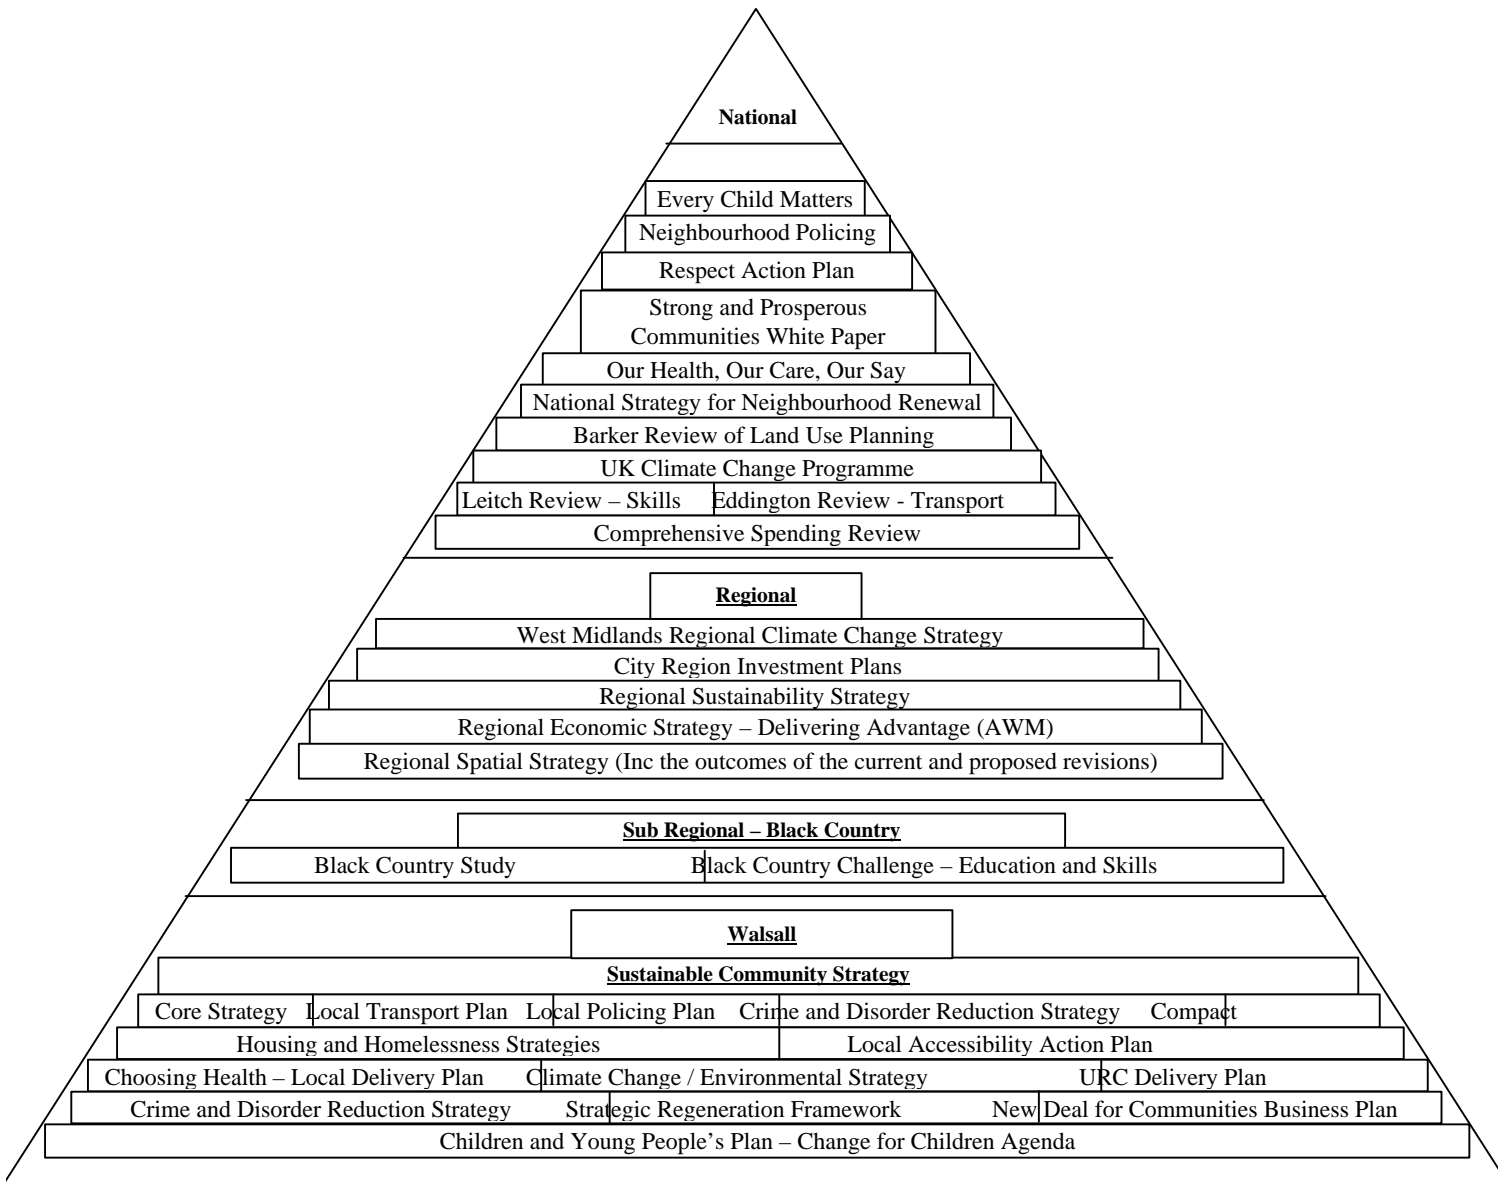 National
Every Child Matters
Neighbourhood Policing
Respect Action Plan
Strong and Prosperous
Communities White Paper
Our Health, Our Care, Our Say
National Strategy for Neighbourhood Renewal
Barker Review of Land Use Planning
UK Climate Change Programme
Leitch Review – Skills Eddington Review - Transport
Comprehensive Spending Review
Regional
West Midlands Regional Climate Change Strategy
City Region Investment Plans
Regional Sustainability Strategy
Regional Economic Strategy – Delivering Advantage (AWM)
Regional Spatial Strategy (Inc the outcomes of the current and proposed revisions)
Sub Regional – Black Country
Black Country Study Black Country Challenge – Education and Skills
Walsall
Sustainable Community Strategy
Core Strategy Local Transport Plan Local Policing Plan Crime and Disorder Reduction Strategy Compact
Housing and Homelessness Strategies Local Accessibility Action Plan
Choosing Health – Local Delivery Plan Climate Change / Environmental Strategy URC Delivery Plan
Crime and Disorder Reduction Strategy Strategic Regeneration Framework New Deal for Communities Business Plan
Children and Young People’s Plan – Change for Children Agenda